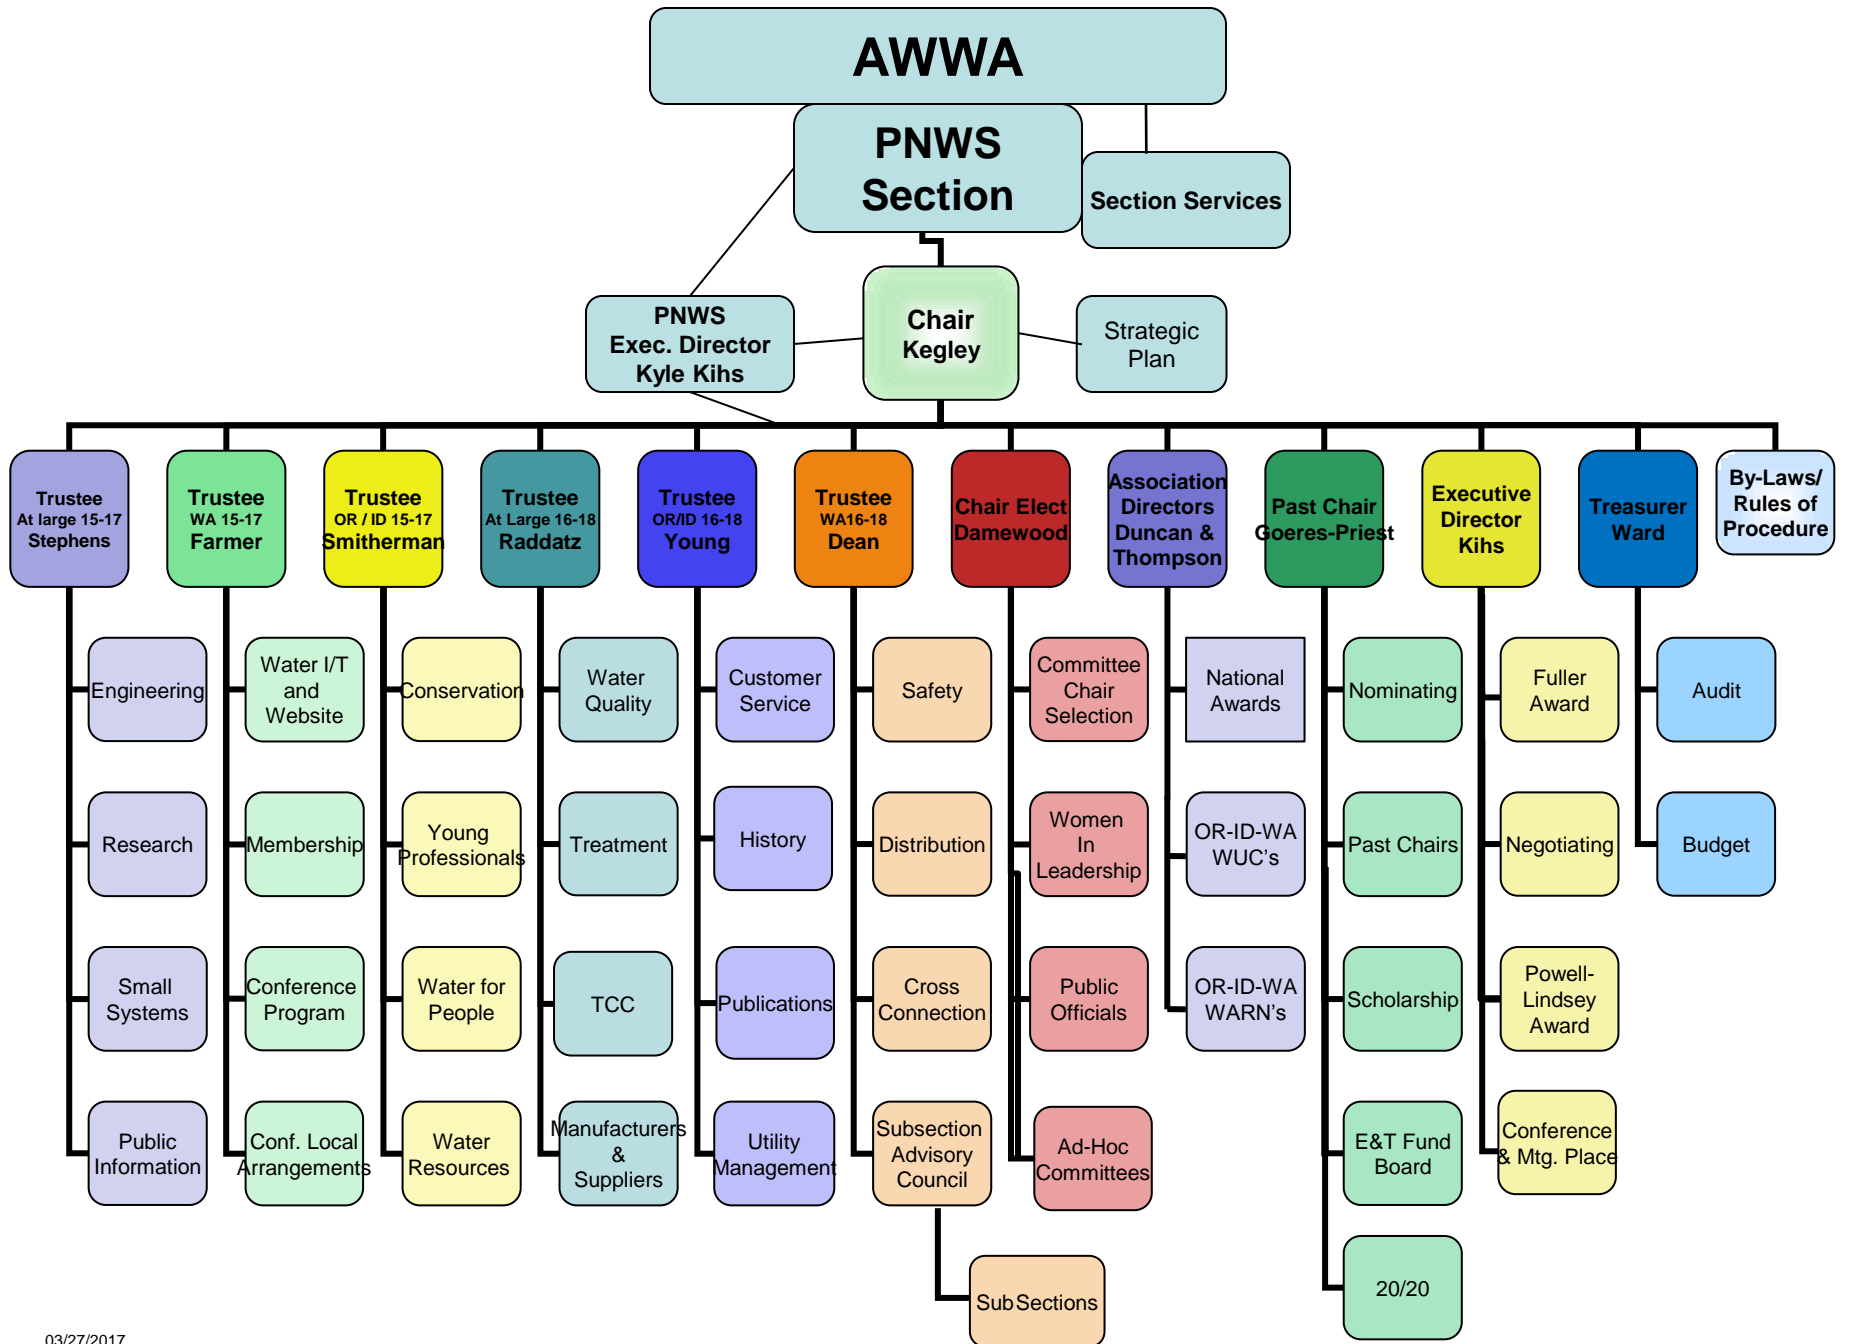 AWWA
PNWS
Section
Section Services
PNWS
Exec. Director
Kyle Kihs
Chair
Kegley
Strategic
Plan
Trustee
At large 15-17
Stephens
Trustee
WA 15-17
Farmer
Trustee
OR / ID 15-17
Smitherman
Trustee
At Large 16-18
Raddatz
Trustee
OR/ID 16-18
Young
Trustee
WA16-18
Dean
Chair Elect
Damewood
Association
Directors
Duncan &
Thompson
Past Chair
Goeres-Priest
Executive
Director
Kihs
Treasurer
Ward
By-Laws/
Rules of
Procedure
Engineering
Water I/T
and
Website
Conservation
Water
Quality
Customer
Service
Safety
Committee
Chair
Selection
National
Awards
Nominating
Fuller
Award
Audit
Research
Membership
Young
Professionals
Treatment
History
Distribution
Women
In
Leadership
OR-ID-WA
WUC's
Past Chairs
Negotiating
Budget
Small
Systems
Conference
Program
Water for
People
TCC
Publications
Cross
Connection
Public
Officials
OR-ID-WA
WARN's
Scholarship
Powell-
Lindsey
Award
Public
Information
Conf. Local
Arrangements
Water
Resources
Manufacturers
&
Suppliers
Utility
Management
Subsection
Advisory
Council
Ad-Hoc
Committees
E&T Fund
Board
Conference
& Mtg. Place
SubSections
20/20
03/27/2017